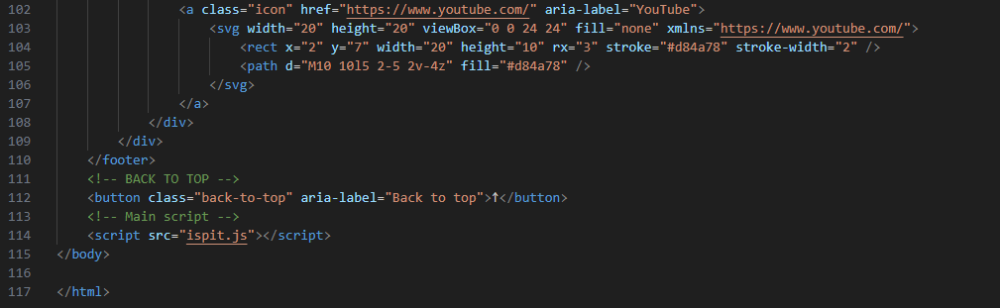 102 <a class="icon" href="https://www.youtube.com/" aria-label="YouTube">
103 <svg width="20" height="20" viewBox="0 0 24 24" fill="none" xmlns="https://www.youtube.com/">
104 <rect x="2" y="7" width="20" height="10" rx="3" stroke="#d84a78" stroke-width="2" />
105 <path d="M10 10l5 2-5 2v-4z" fill="#d84a78" />
106 </svg>
107 </a>
108 </div>
109 </div>
110 </footer>
111 <!-- BACK TO TOP -->
112 <button class="back-to-top" aria-label="Back to top">↑</button>
113 <!-- Main script -->
114 <script src="ispit.js"></script>
115 </body>
116
117 </html>